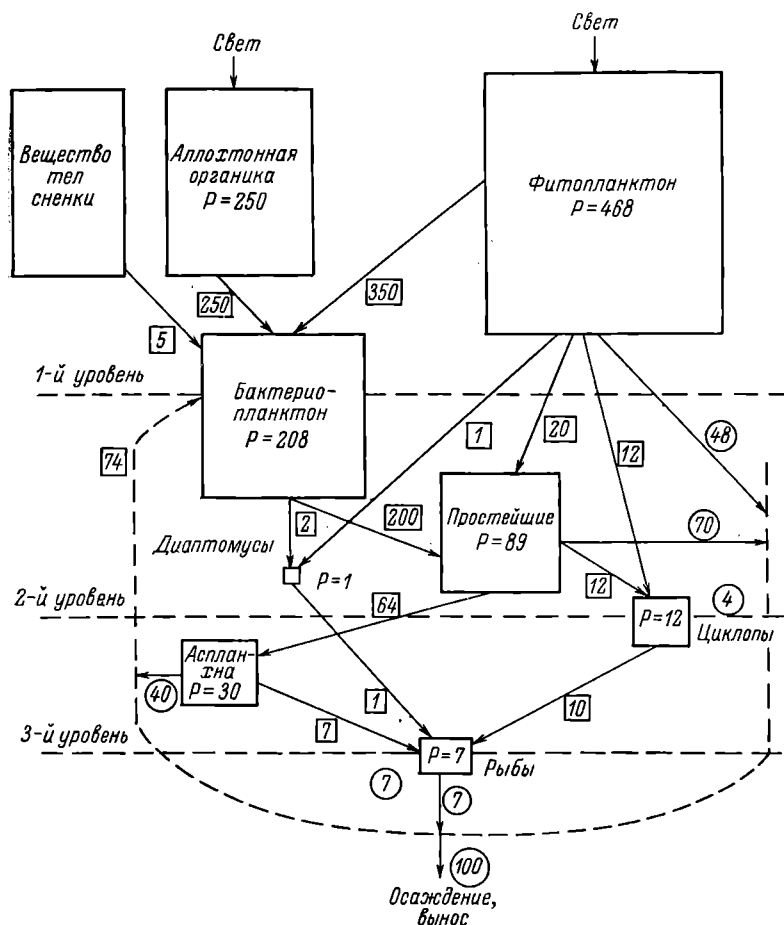 Свет
Свет
Вещество
тел
сненки
Аллохтонная
органика
P = 250
Фитопланктон
P = 468
5
250
350
1-й уровень
Бактерио-
планктон
P = 208
74
1
20
12
48
2
200
Простейшие
P = 89
70
Диаптомусы
P = 1
12
2-й уровень
64
P = 12
4
Циклопы
Асплан-
хна
P = 30
40
7
1
10
3-й уровень
P = 7
Рыбы
7
7
100
Осаждение,
вынос